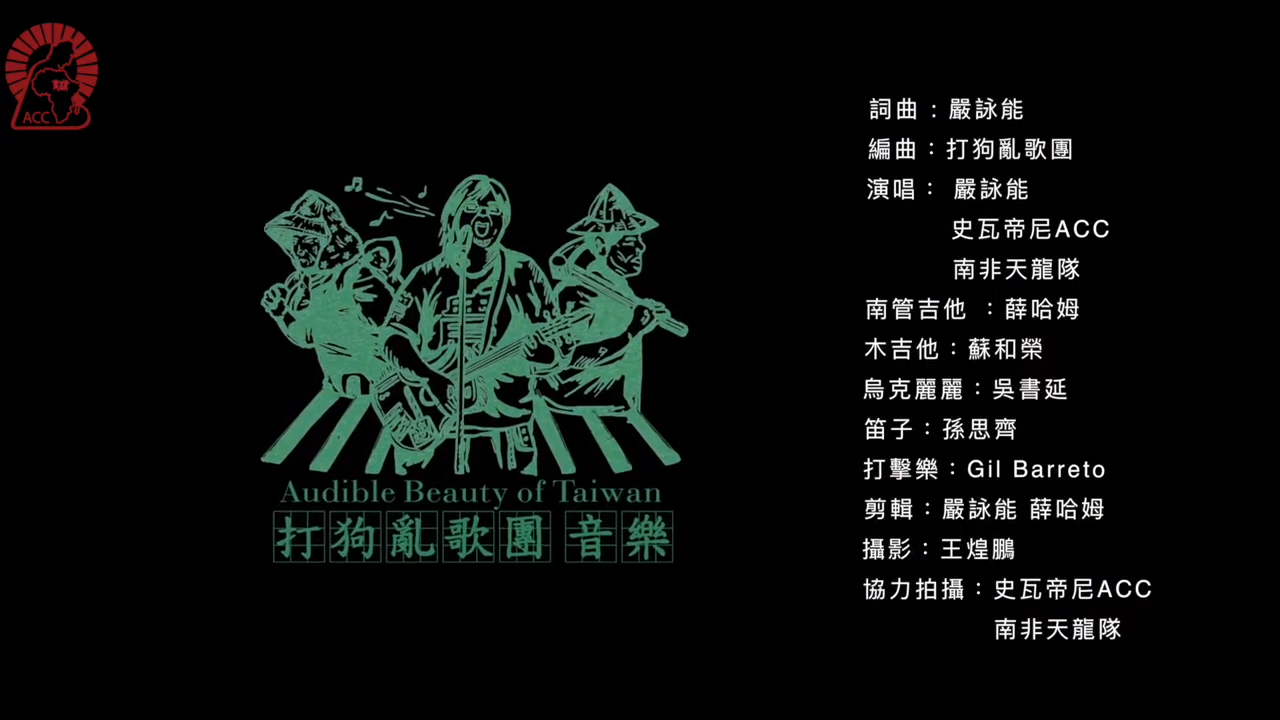 ACC
詞曲：嚴詠能
編曲：打狗亂歌團
演唱： 嚴詠能
史瓦帝尼ACC
南非天龍隊
南管吉他 ：薛哈姆
木吉他：蘇和榮
烏克麗麗：吳書延
笛子：孫思齊
打擊樂：Gil Barreto
剪輯：嚴詠能 薛哈姆
攝影：王煌鵬
協力拍攝：史瓦帝尼ACC
南非天龍隊
Audible Beauty of Taiwan
打狗亂歌團 音樂